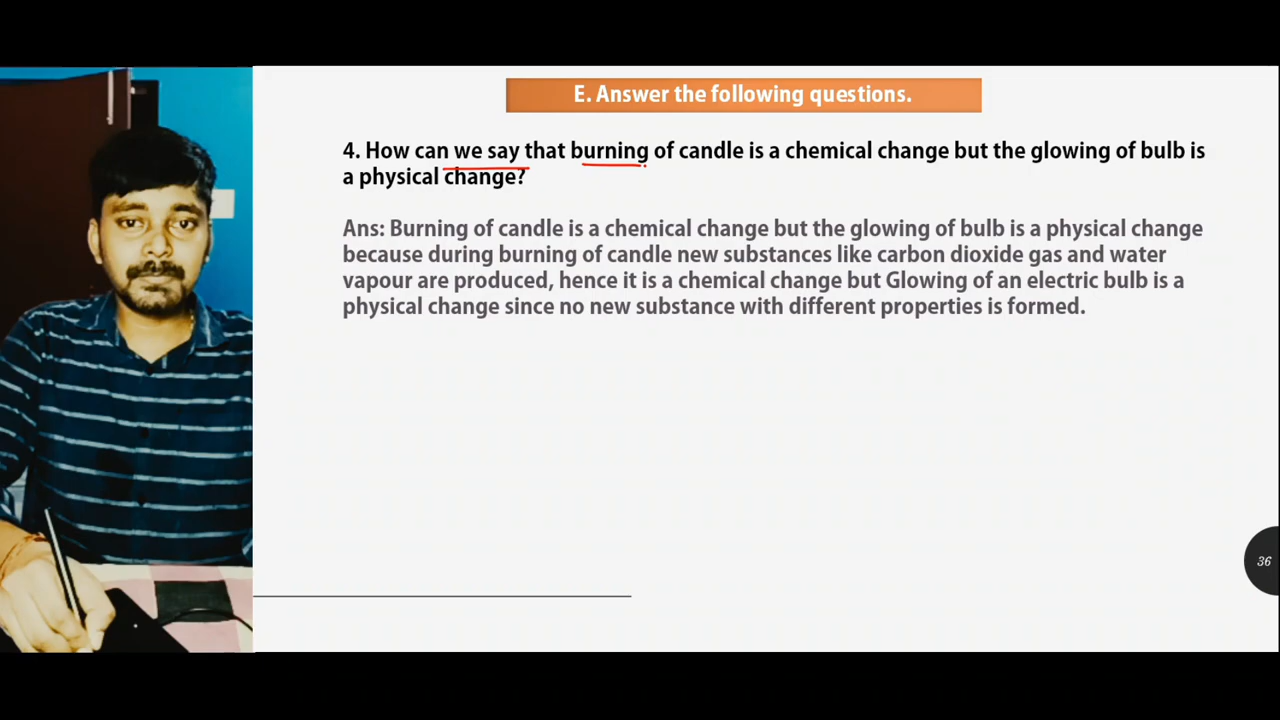 E. Answer the following questions.
4. How can we say that burning of candle is a chemical change but the glowing of bulb is
a physical change?
Ans: Burning of candle is a chemical change but the glowing of bulb is a physical change
because during burning of candle new substances like carbon dioxide gas and water
vapour are produced, hence it is a chemical change but Glowing of an electric bulb is a
physical change since no new substance with different properties is formed.
36